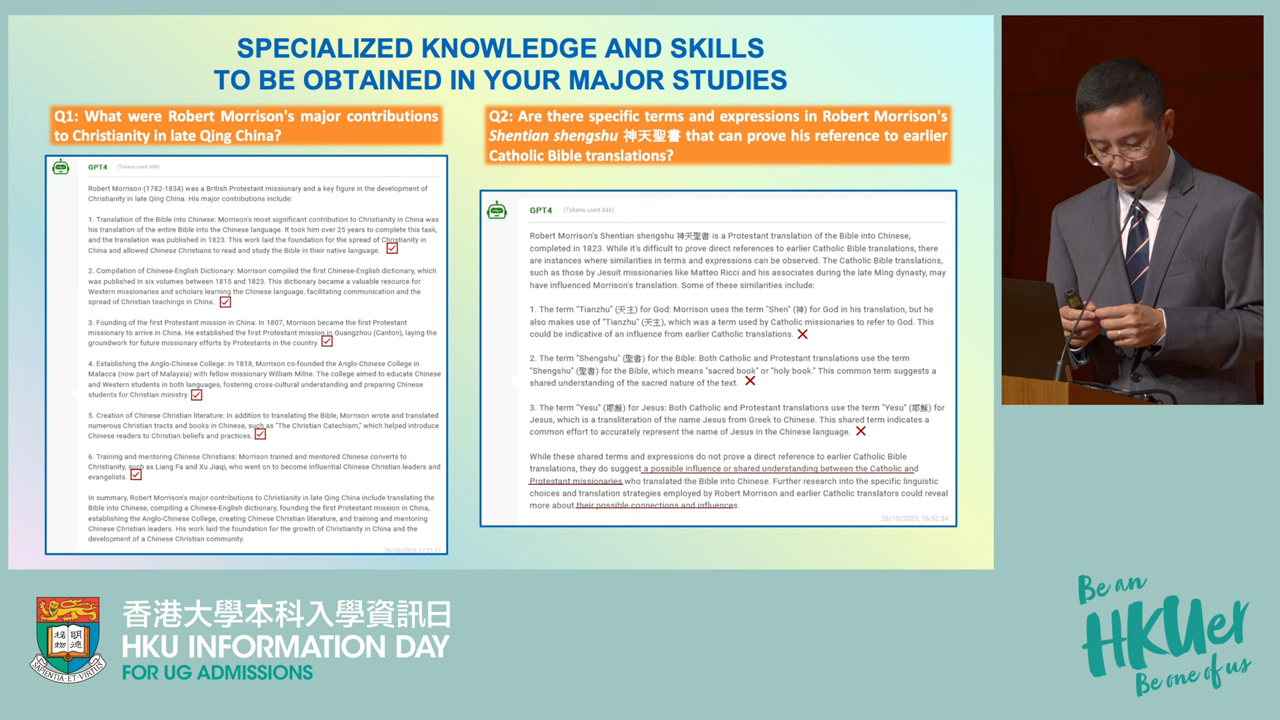 SPECIALIZED KNOWLEDGE AND SKILLS
TO BE OBTAINED IN YOUR MAJOR STUDIES
Q1: What were Robert Morrison's major contributions
to Christianity in late Qing China?
GPT4 (Tokens used 496)
Robert Morrison (1782-1834) was a British Protestant missionary and a key figure in the development of
Christianity in late Qing China. His major contributions include:
1. Translation of the Bible into Chinese: Morrison's most significant contribution to Christianity in China was
his translation of the entire Bible into the Chinese language. It took him over 25 years to complete this task,
and the translation was published in 1823. This work laid the foundation for the spread of Christianity in
China and allowed Chinese Christians to read and study the Bible in their native language.
2. Compilation of Chinese-English Dictionary: Morrison compiled the first Chinese-English dictionary, which
was published in six volumes between 1815 and 1823. This dictionary became a valuable resource for
Western missionaries and scholars learning the Chinese language, facilitating communication and the
spread of Christian teachings in China.
3. Founding of the first Protestant mission in China: In 1807, Morrison became the first Protestant
missionary to arrive in China. He established the first Protestant mission in Guangzhou (Canton), laying the
groundwork for future missionary efforts by Protestants in the country.
4. Establishing the Anglo-Chinese College: In 1818, Morrison co-founded the Anglo-Chinese College in
Malacca (now part of Malaysia) with fellow missionary William Milne. The college aimed to educate Chinese
and Western students in both languages, fostering cross-cultural understanding and preparing Chinese
students for Christian ministry.
5. Creation of Chinese Christian literature: In addition to translating the Bible, Morrison wrote and translated
numerous Christian tracts and books in Chinese, such as "The Christian Catechism," which helped introduce
Chinese readers to Christian beliefs and practices.
6. Training and mentoring Chinese Christians: Morrison trained and mentored Chinese converts to
Christianity, such as Liang Fa and Xu Jiaqi, who went on to become influential Chinese Christian leaders and
evangelists.
In summary, Robert Morrison's major contributions to Christianity in late Qing China include translating the
Bible into Chinese, compiling a Chinese-English dictionary, founding the first Protestant mission in China,
establishing the Anglo-Chinese College, creating Chinese Christian literature, and training and mentoring
Chinese Christian leaders. His work laid the foundation for the growth of Christianity in China and the
development of a Chinese Christian community.
26/10/2023,
Q2: Are there specific terms and expressions in Robert Morrison's
Shentian shengshu 神天聖書 that can prove his reference to earlier
Catholic Bible translations?
GPT4 (Tokens used 446)
Robert Morrison's Shentian shengshu 神天聖書 is a Protestant translation of the Bible into Chinese,
completed in 1823. While it's difficult to prove direct references to earlier Catholic Bible translations, there
are instances where similarities in terms and expressions can be observed. The Catholic Bible translations,
such as those by Jesuit missionaries like Matteo Ricci and his associates during the late Ming dynasty, may
have influenced Morrison's translation. Some of these similarities include:
1. The term "Tianzhu" (天主) for God: Morrison uses the term "Shen" (神) for God in his translation, but he
also makes use of "Tianzhu" (天主), which was a term used by Catholic missionaries to refer to God. This
could be indicative of an influence from earlier Catholic translations.
2. The term "Shengshu" (聖書) for the Bible: Both Catholic and Protestant translations use the term
"Shengshu" (聖書) for the Bible, which means "sacred book" or "holy book." This common term suggests a
shared understanding of the sacred nature of the text.
3. The term "Yesu" (耶穌) for Jesus: Both Catholic and Protestant translations use the term "Yesu" (耶穌) for
Jesus, which is a transliteration of the name Jesus from Greek to Chinese. This shared term indicates a
common effort to accurately represent the name of Jesus in the Chinese language.
While these shared terms and expressions do not prove a direct reference to earlier Catholic Bible
translations, they do suggest a possible influence or shared understanding between the Catholic and
Protestant missionaries who translated the Bible into Chinese. Further research into the specific linguistic
choices and translation strategies employed by Robert Morrison and earlier Catholic translators could reveal
more about their possible connections and influences.
26/10/2023, 16:02:54
香港大學本科入學資訊日
HKU INFORMATION DAY
FOR UG ADMISSIONS
明德
格物
SAPIENTIA ET VIRTUS
Be an
HKUer
Be one of us